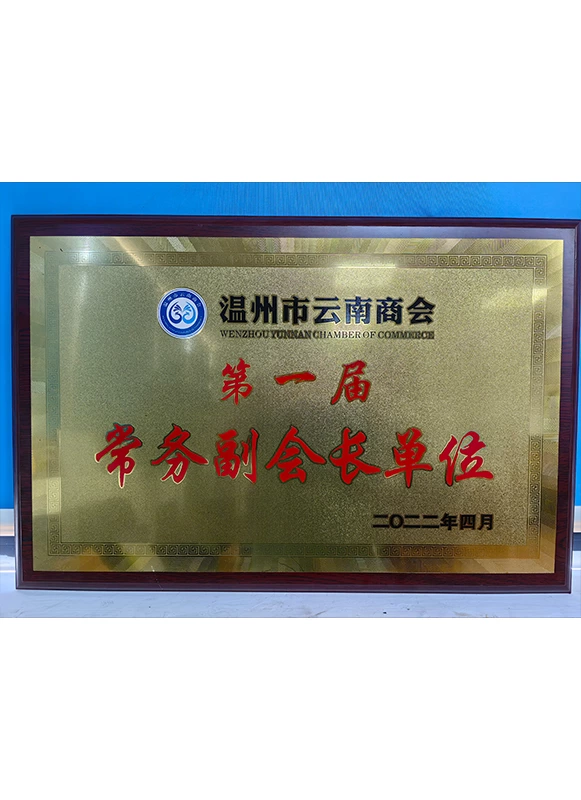 温州市云南商会
WENZHOU YUNNAN CHAMBER OF COMMERCE
第一届
常务副会长单位
二〇二二年四月